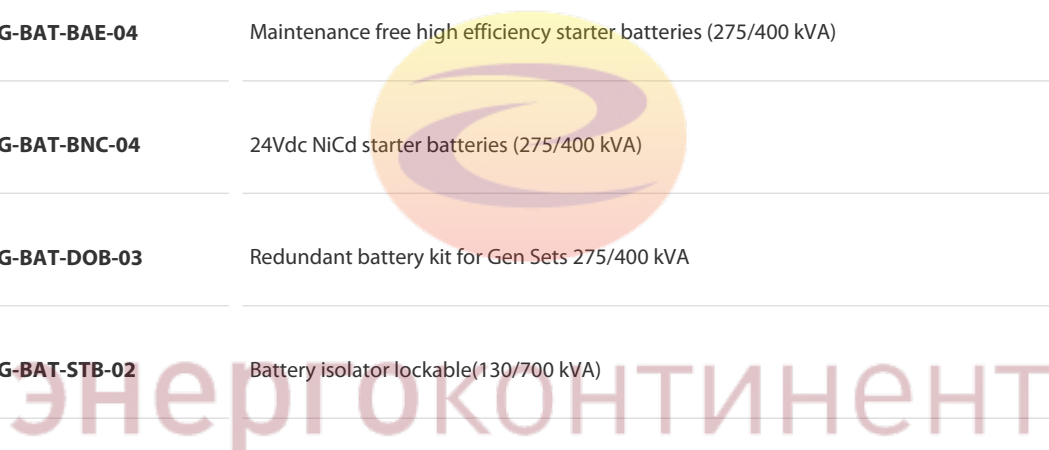 G-BAT-BAE-04 Maintenance free high efficiency starter batteries (275/400 kVA)
G-BAT-BNC-04 24Vdc NiCd starter batteries (275/400 kVA)
G-BAT-DOB-03 Redundant battery kit for Gen Sets 275/400 kVA
G-BAT-STB-02 Battery isolator lockable(130/700 kVA)
энергоконтинент